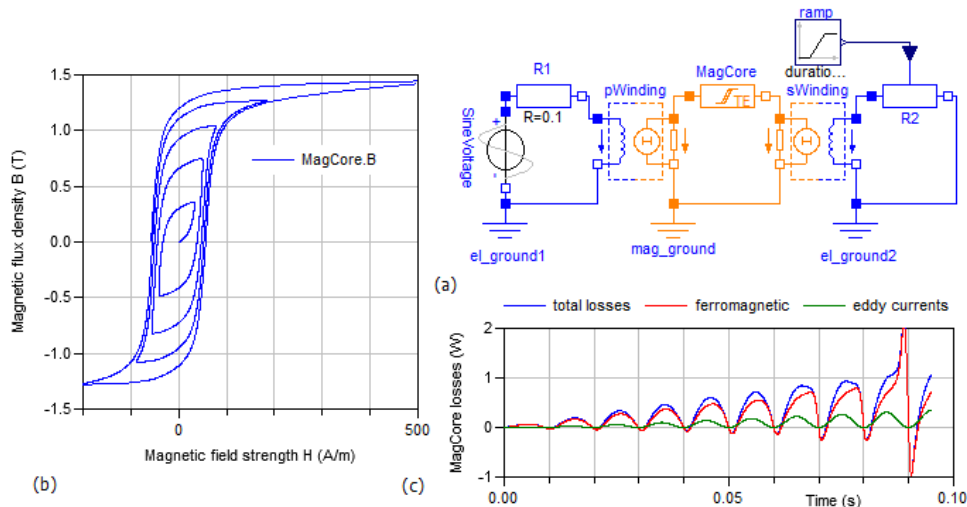 1.5
1.0
0.5
0.0
-0.5
-1.0
-1.5
Magnetic flux density B (T)
MagCore.B
0
500
Magnetic field strength H (A/m)
(b)
ramp
duratio...
R1
R=0.1
SineVoltage
+
-
pWinding
MagCore
TE
sWinding
R2
el_ground1
mag_ground
el_ground2
(a)
total losses
ferromagnetic
eddy currents
MagCore losses (W)
2
1
0
-1
0.00
0.05
0.10
Time (s)
(c)